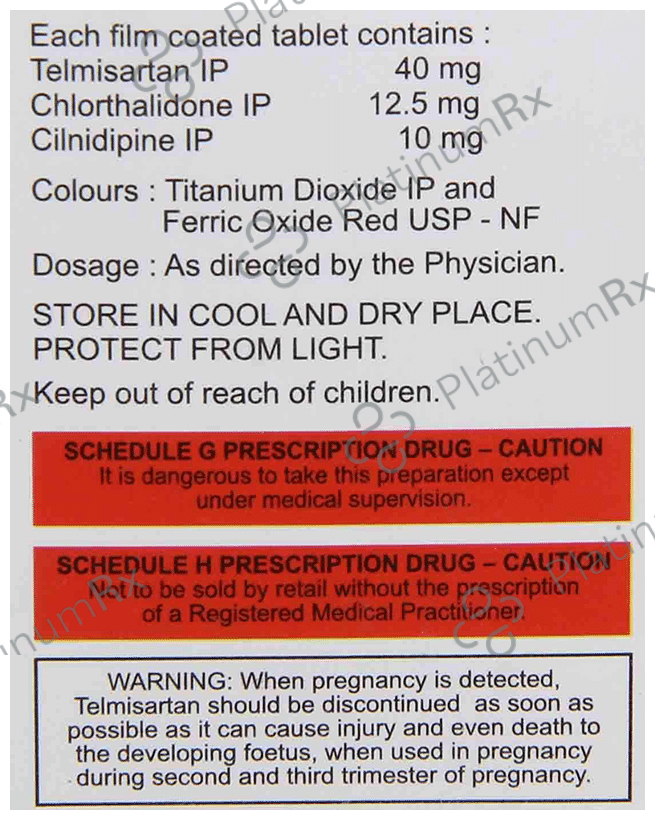 Each film coated tablet contains :
Telmisartan IP 40 mg
Chlorthalidone IP 12.5 mg
Cilnidipine IP 10 mg
Colours : Titanium Dioxide IP and
Ferric Oxide Red USP - NF
Dosage : As directed by the Physician.
STORE IN COOL AND DRY PLACE.
PROTECT FROM LIGHT.
Keep out of reach of children.
SCHEDULE G PRESCRIPTION DRUG – CAUTION
It is dangerous to take this preparation except
under medical supervision.
SCHEDULE H PRESCRIPTION DRUG – CAUTION
Not to be sold by retail without the prescription
of a Registered Medical Practitioner.
WARNING: When pregnancy is detected,
Telmisartan should be discontinued as soon as
possible as it can cause injury and even death to
the developing foetus, when used in pregnancy
during second and third trimester of pregnancy.
PlatinumRx
PlatinumRx